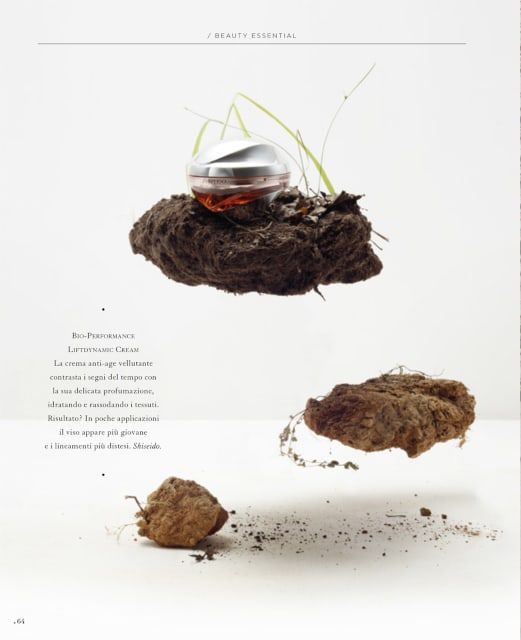 / BEAUTY ESSENTIAL
BIO-PERFORMANCE
LIFTDYNAMIC CREAM
La crema anti-age vellutante
contrasta i segni del tempo con
la sua delicata profumazione,
idratando e rassodando i tessuti.
Risultato? In poche applicazioni
il viso appare più giovane
e i lineamenti più distesi. Shiseido.
.64